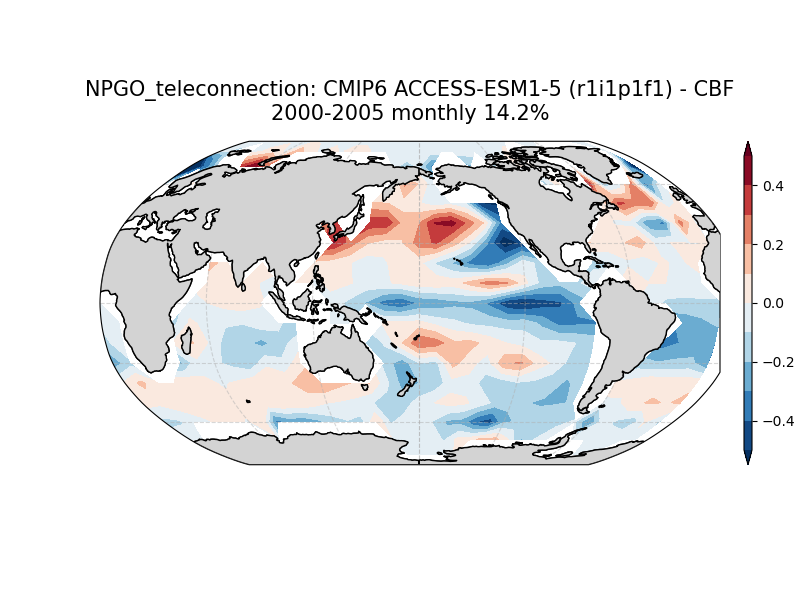 NPGO_teleconnection: CMIP6 ACCESS-ESM1-5 (r1i1p1f1) - CBF
2000-2005 monthly 14.2%
0.4
0.2
0.0
−0.2
−0.4